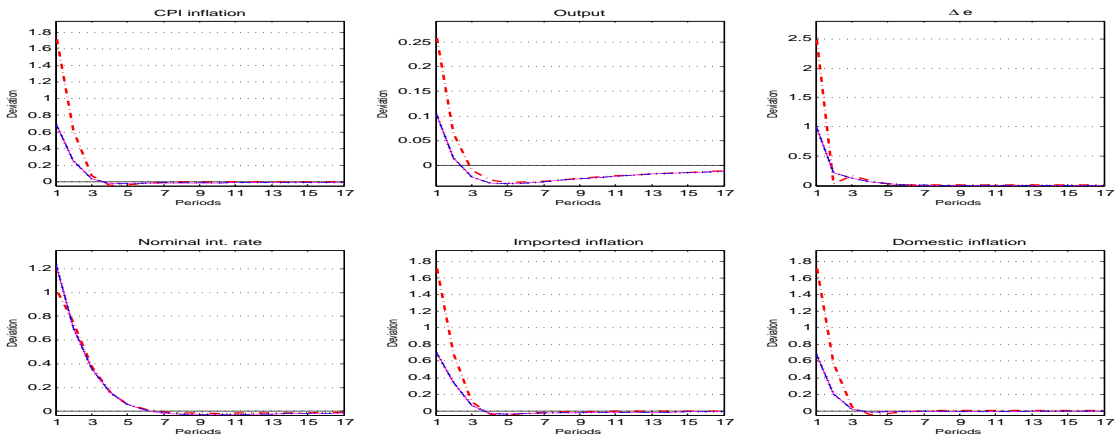 CPI inflation
Output
Δ e
Deviation
1.8
1.6
1.4
1.2
1
0.8
0.6
0.4
0.2
0
1 3 5 7 9 11 13 15 17
Periods
Deviation
0.25
0.2
0.15
0.1
0.05
0
1 3 5 7 9 11 13 15 17
Periods
Deviation
2.5
2
1.5
1
0.5
0
1 3 5 7 9 11 13 15 17
Periods
Nominal int. rate
Imported inflation
Domestic inflation
Deviation
1.2
1
0.8
0.6
0.4
0.2
0
1 3 5 7 9 11 13 15 17
Periods
Deviation
1.8
1.6
1.4
1.2
1
0.8
0.6
0.4
0.2
0
1 3 5 7 9 11 13 15 17
Periods
Deviation
1.8
1.6
1.4
1.2
1
0.8
0.6
0.4
0.2
0
1 3 5 7 9 11 13 15 17
Periods